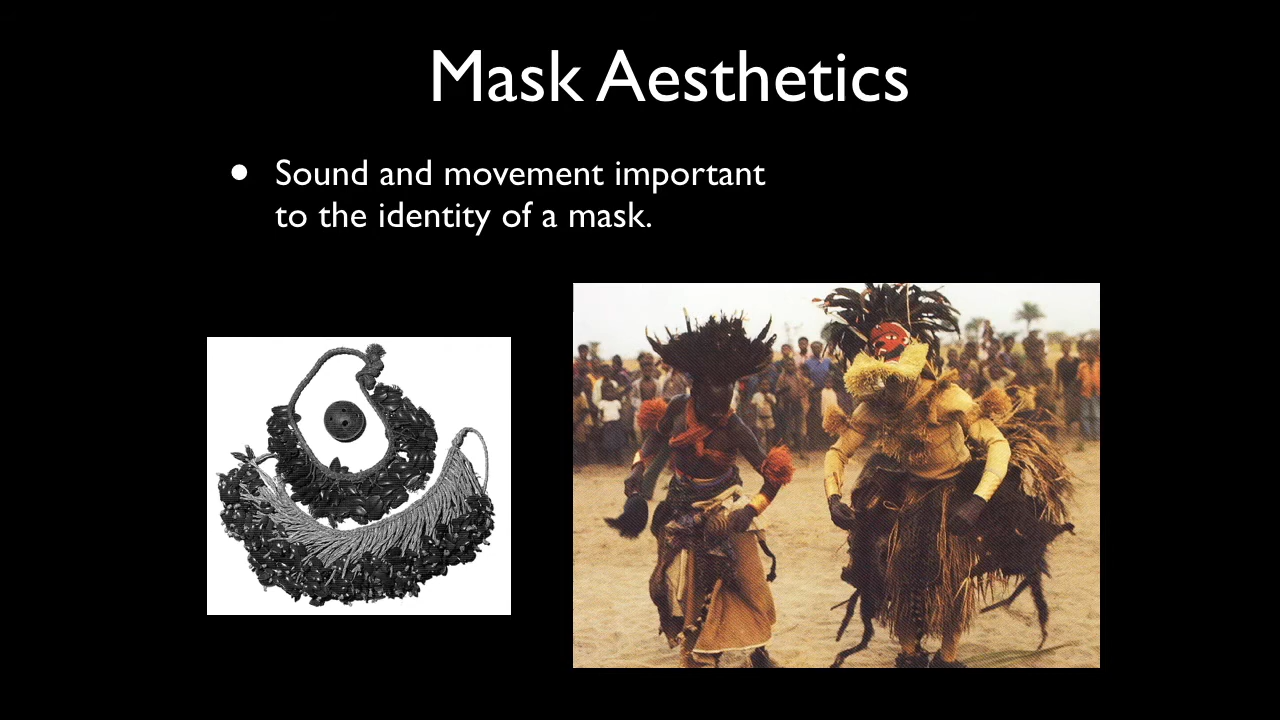 Mask Aesthetics
• Sound and movement important
to the identity of a mask.